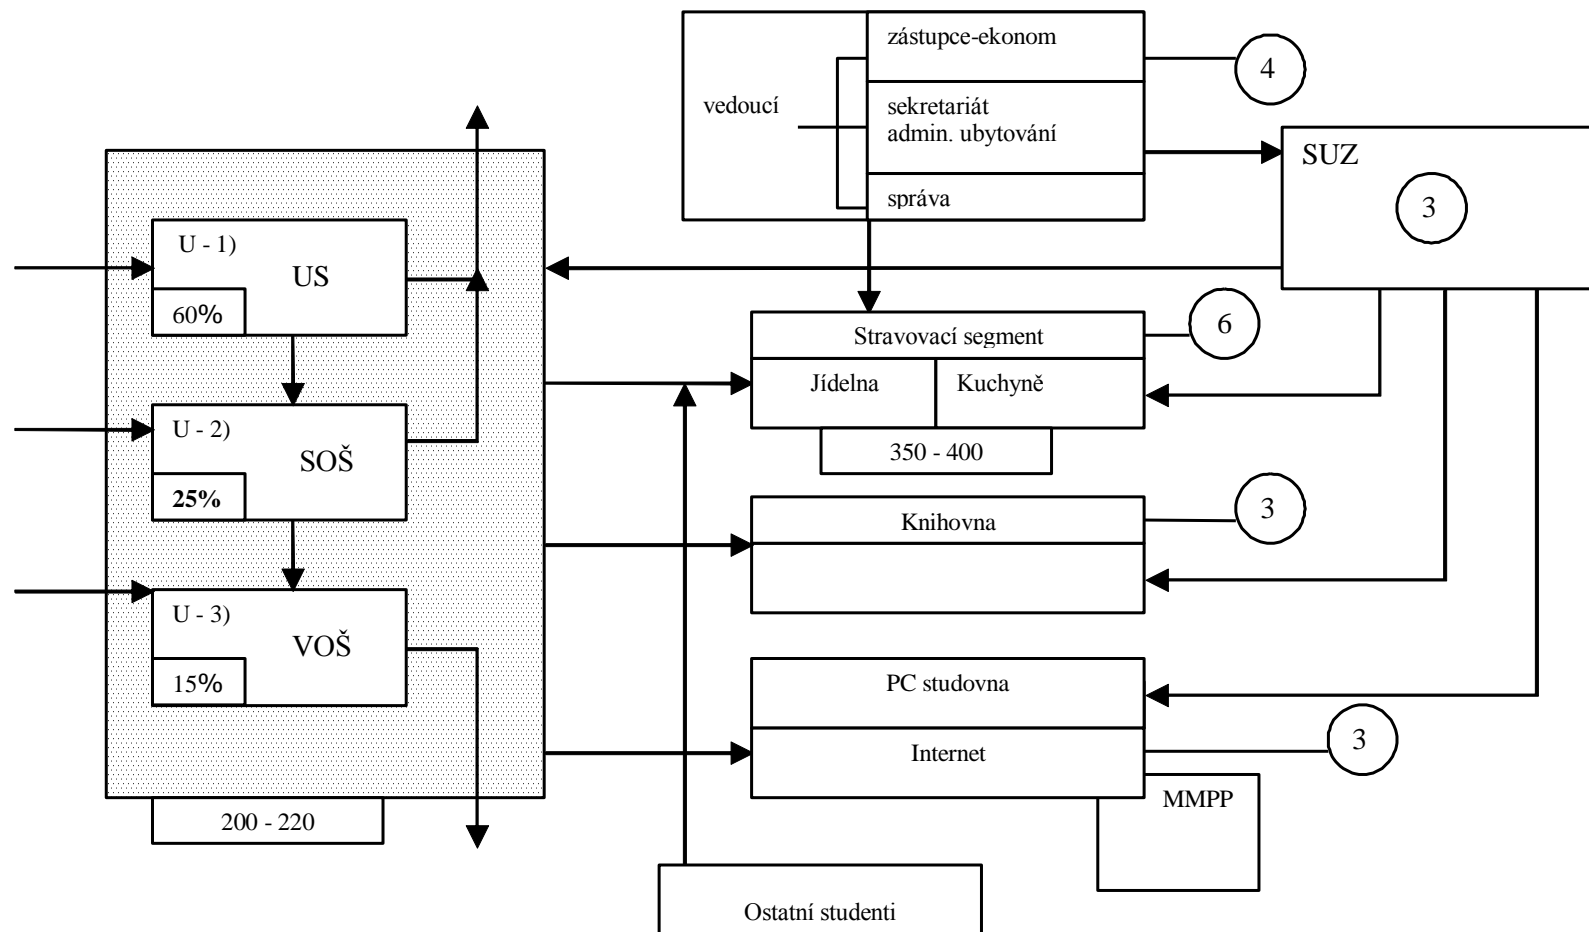 zástupce-ekonom
4
vedoucí
sekretariát
admin. ubytování
správa
SUZ
3
U - 1)
US
60%
Stravovací segment
6
Jídelna
Kuchyně
350 - 400
U - 2)
SOŠ
25%
Knihovna
3
U - 3)
VOŠ
15%
PC studovna
Internet
3
MMPP
200 - 220
Ostatní studenti